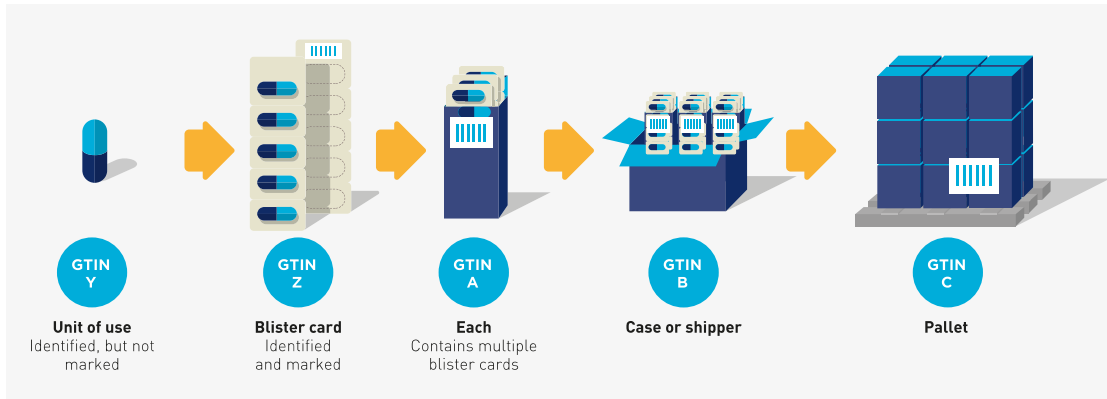 GTIN
Y
GTIN
Z
GTIN
A
GTIN
B
GTIN
C
Unit of use
Identified, but not
marked
Blister card
Identified
and marked
Each
Contains multiple
blister cards
Case or shipper
Pallet